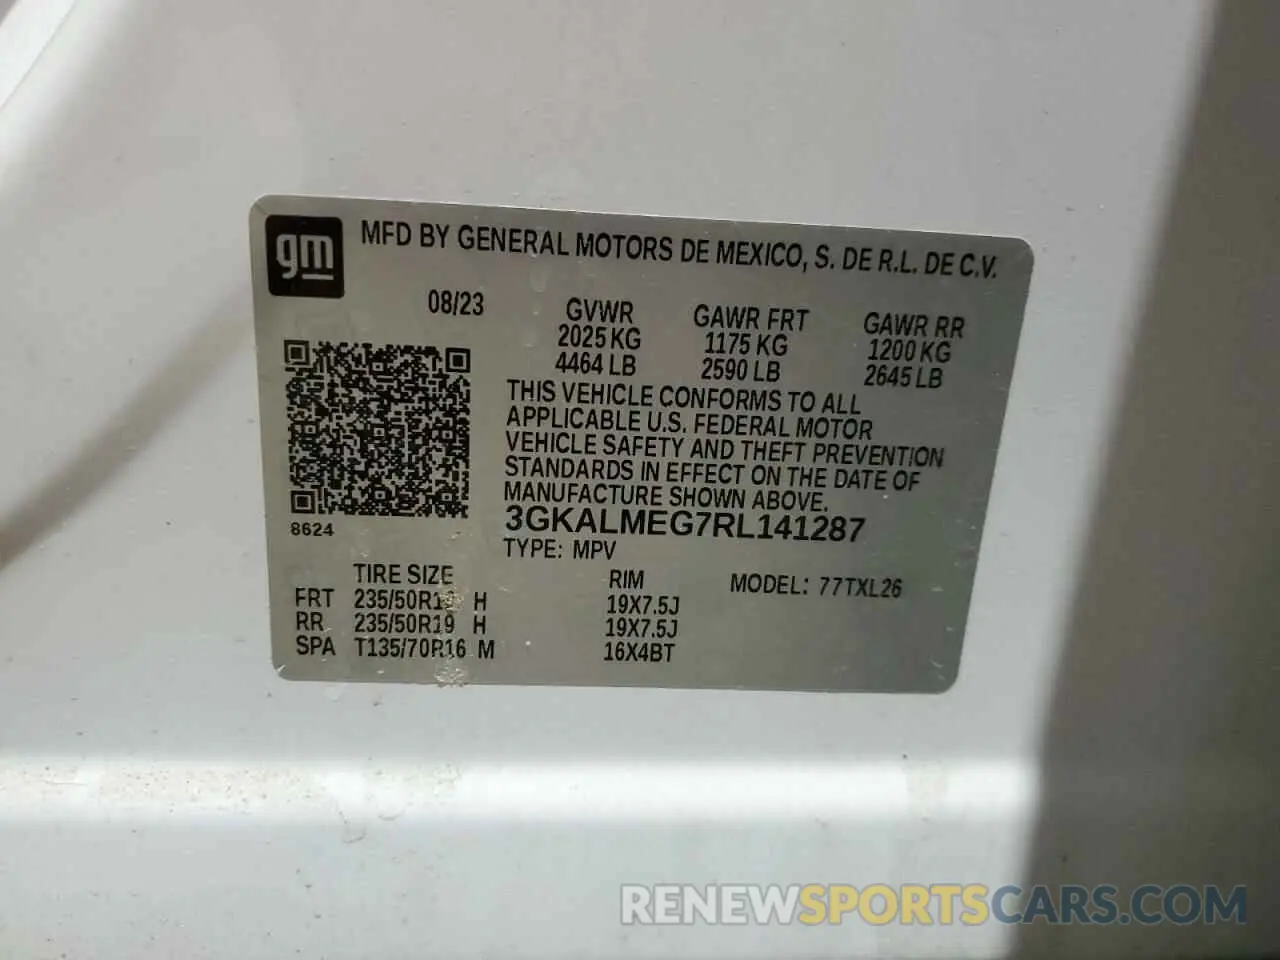 gm
MFD BY GENERAL MOTORS DE MEXICO, S. DE R.L. DE C.V.
08/23 GVWR GAWR FRT GAWR RR
2025 KG 1175 KG 1200 KG
4464 LB 2590 LB 2645 LB
THIS VEHICLE CONFORMS TO ALL
APPLICABLE U.S. FEDERAL MOTOR
VEHICLE SAFETY AND THEFT PREVENTION
STANDARDS IN EFFECT ON THE DATE OF
MANUFACTURE SHOWN ABOVE.
8624 3GKALMEG7RL141287
TYPE: MPV
TIRE SIZE RIM MODEL: 77TXL26
FRT 235/50R19 H 19X7.5J
RR 235/50R19 H 19X7.5J
SPA T135/70R16 M 16X4BT
RENEWSPORTSCARS.COM